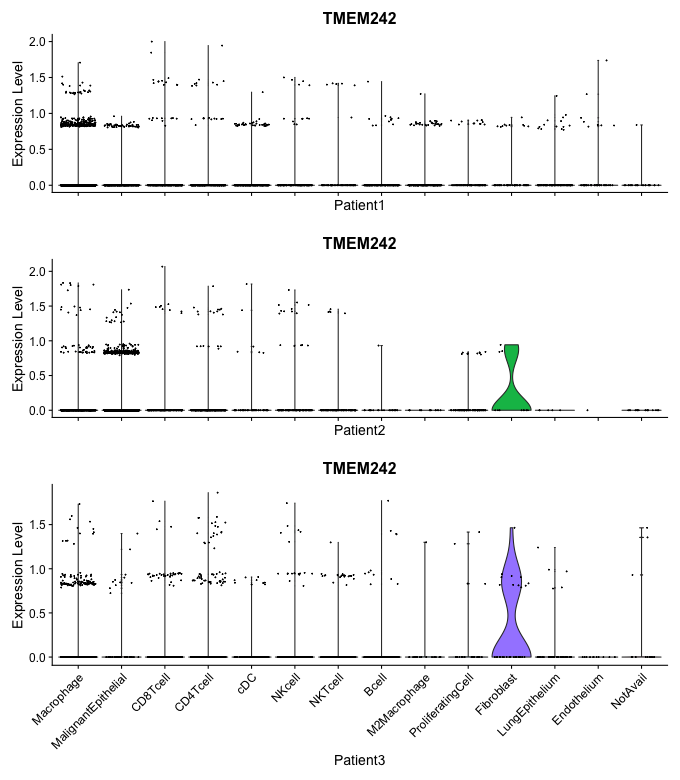 TMEM242
Expression Level
2.0
1.5
1.0
0.5
0.0
Patient1
TMEM242
Expression Level
2.0
1.5
1.0
0.5
0.0
Patient2
TMEM242
Expression Level
1.5
1.0
0.5
0.0
Macrophage
MalignantEpithelial
CD8Tcell
CD4Tcell
cDC
NKcell
NKTcell
Bcell
M2Macrophage
ProliferatingCell
Fibroblast
LungEpithelium
Endothelium
NotAvail
Patient3